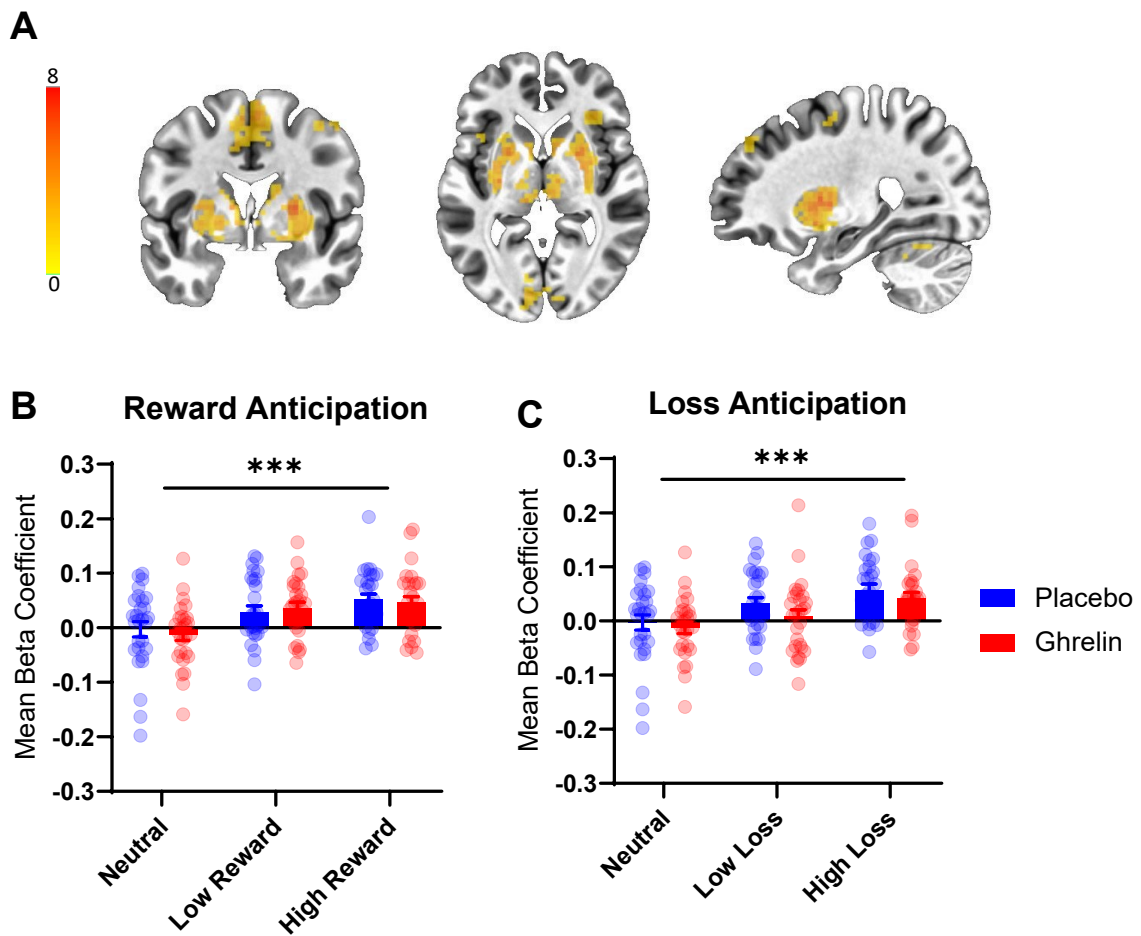 A
8
0
B
Reward Anticipation
***
Mean Beta Coefficient
0.3
0.2
0.1
0.0
-0.1
-0.2
-0.3
Neutral
Low Reward
High Reward
C
Loss Anticipation
***
Mean Beta Coefficient
0.3
0.2
0.1
0.0
-0.1
-0.2
-0.3
Neutral
Low Loss
High Loss
Placebo
Ghrelin